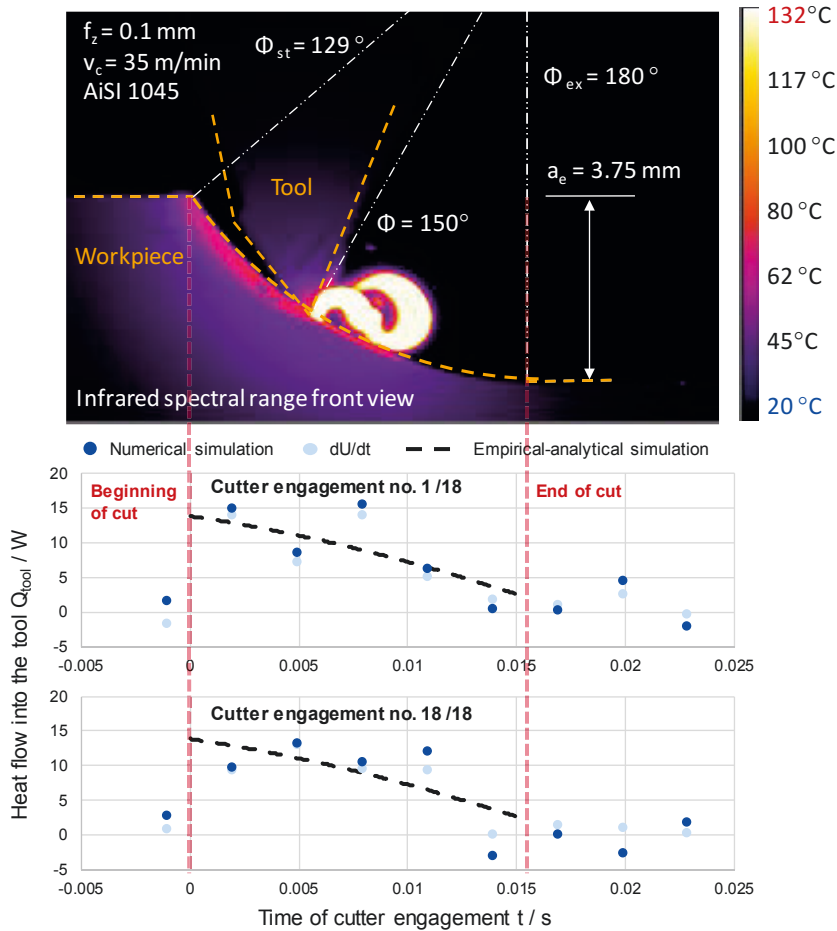 f_z = 0.1 mm
v_c = 35 m/min
AiSI 1045
Φ_st = 129 °
Φ_ex = 180 °
a_e = 3.75 mm
Tool
Φ = 150°
Workpiece
Infrared spectral range front view
132 °C
117 °C
100 °C
80 °C
62 °C
45 °C
20 °C
Numerical simulation
dU/dt
Empirical-analytical simulation
Heat flow into the tool Q_tool / W
20
15
10
5
0
-5
Beginning of cut
Cutter engagement no. 1 /18
End of cut
-0.005
0
0.005
0.01
0.015
0.02
0.025
20
15
10
5
0
-5
Cutter engagement no. 18 /18
-0.005
0
0.005
0.01
0.015
0.02
0.025
Time of cutter engagement t / s